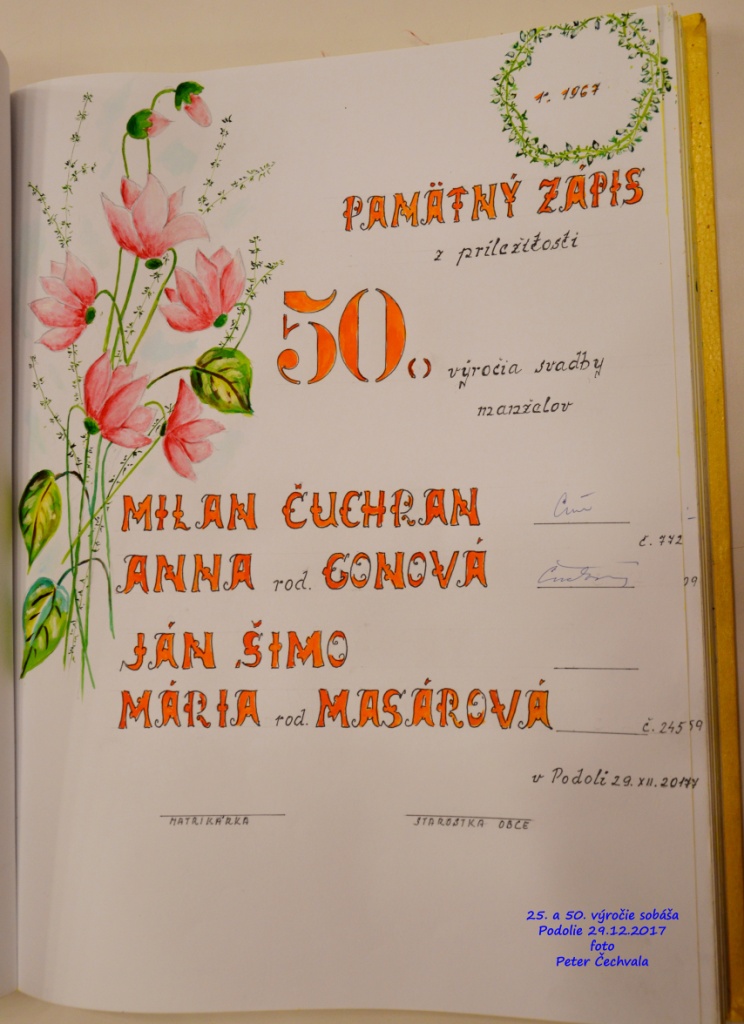 r. 1967
PAMÄTNÝ ZÁPIS
z príležitosti
50.
výročia svadby
manželov
MILAN ČUCHRAN
č. 772
ANNA rod. GONOVÁ
JÁN ŠIMO
MÁRIA rod. MASÁROVÁ
č. 245
v Podolí 29. XII. 2017
MATRIKÁRKA STAROSTKA OBCE
25. a 50. výročie sobáša
Podolie 29.12.2017
foto
Peter Čechvala